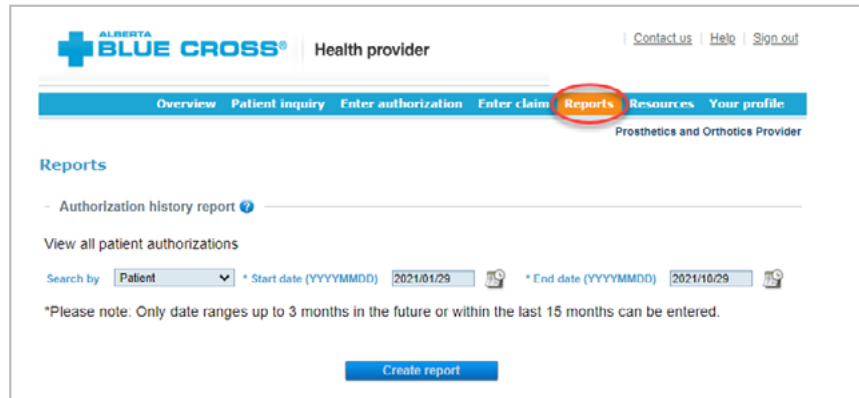 Contact us | Help | Sign out
ALBERTA
BLUE CROSS® Health provider
Overview Patient inquiry Enter authorization Enter claim Reports Resources Your profile
Prosthetics and Orthotics Provider
Reports
Authorization history report ?
View all patient authorizations
Search by Patient * Start date (YYYYMMDD) 2021/01/29 * End date (YYYYMMDD) 2021/10/29
*Please note: Only date ranges up to 3 months in the future or within the last 15 months can be entered.
Create report